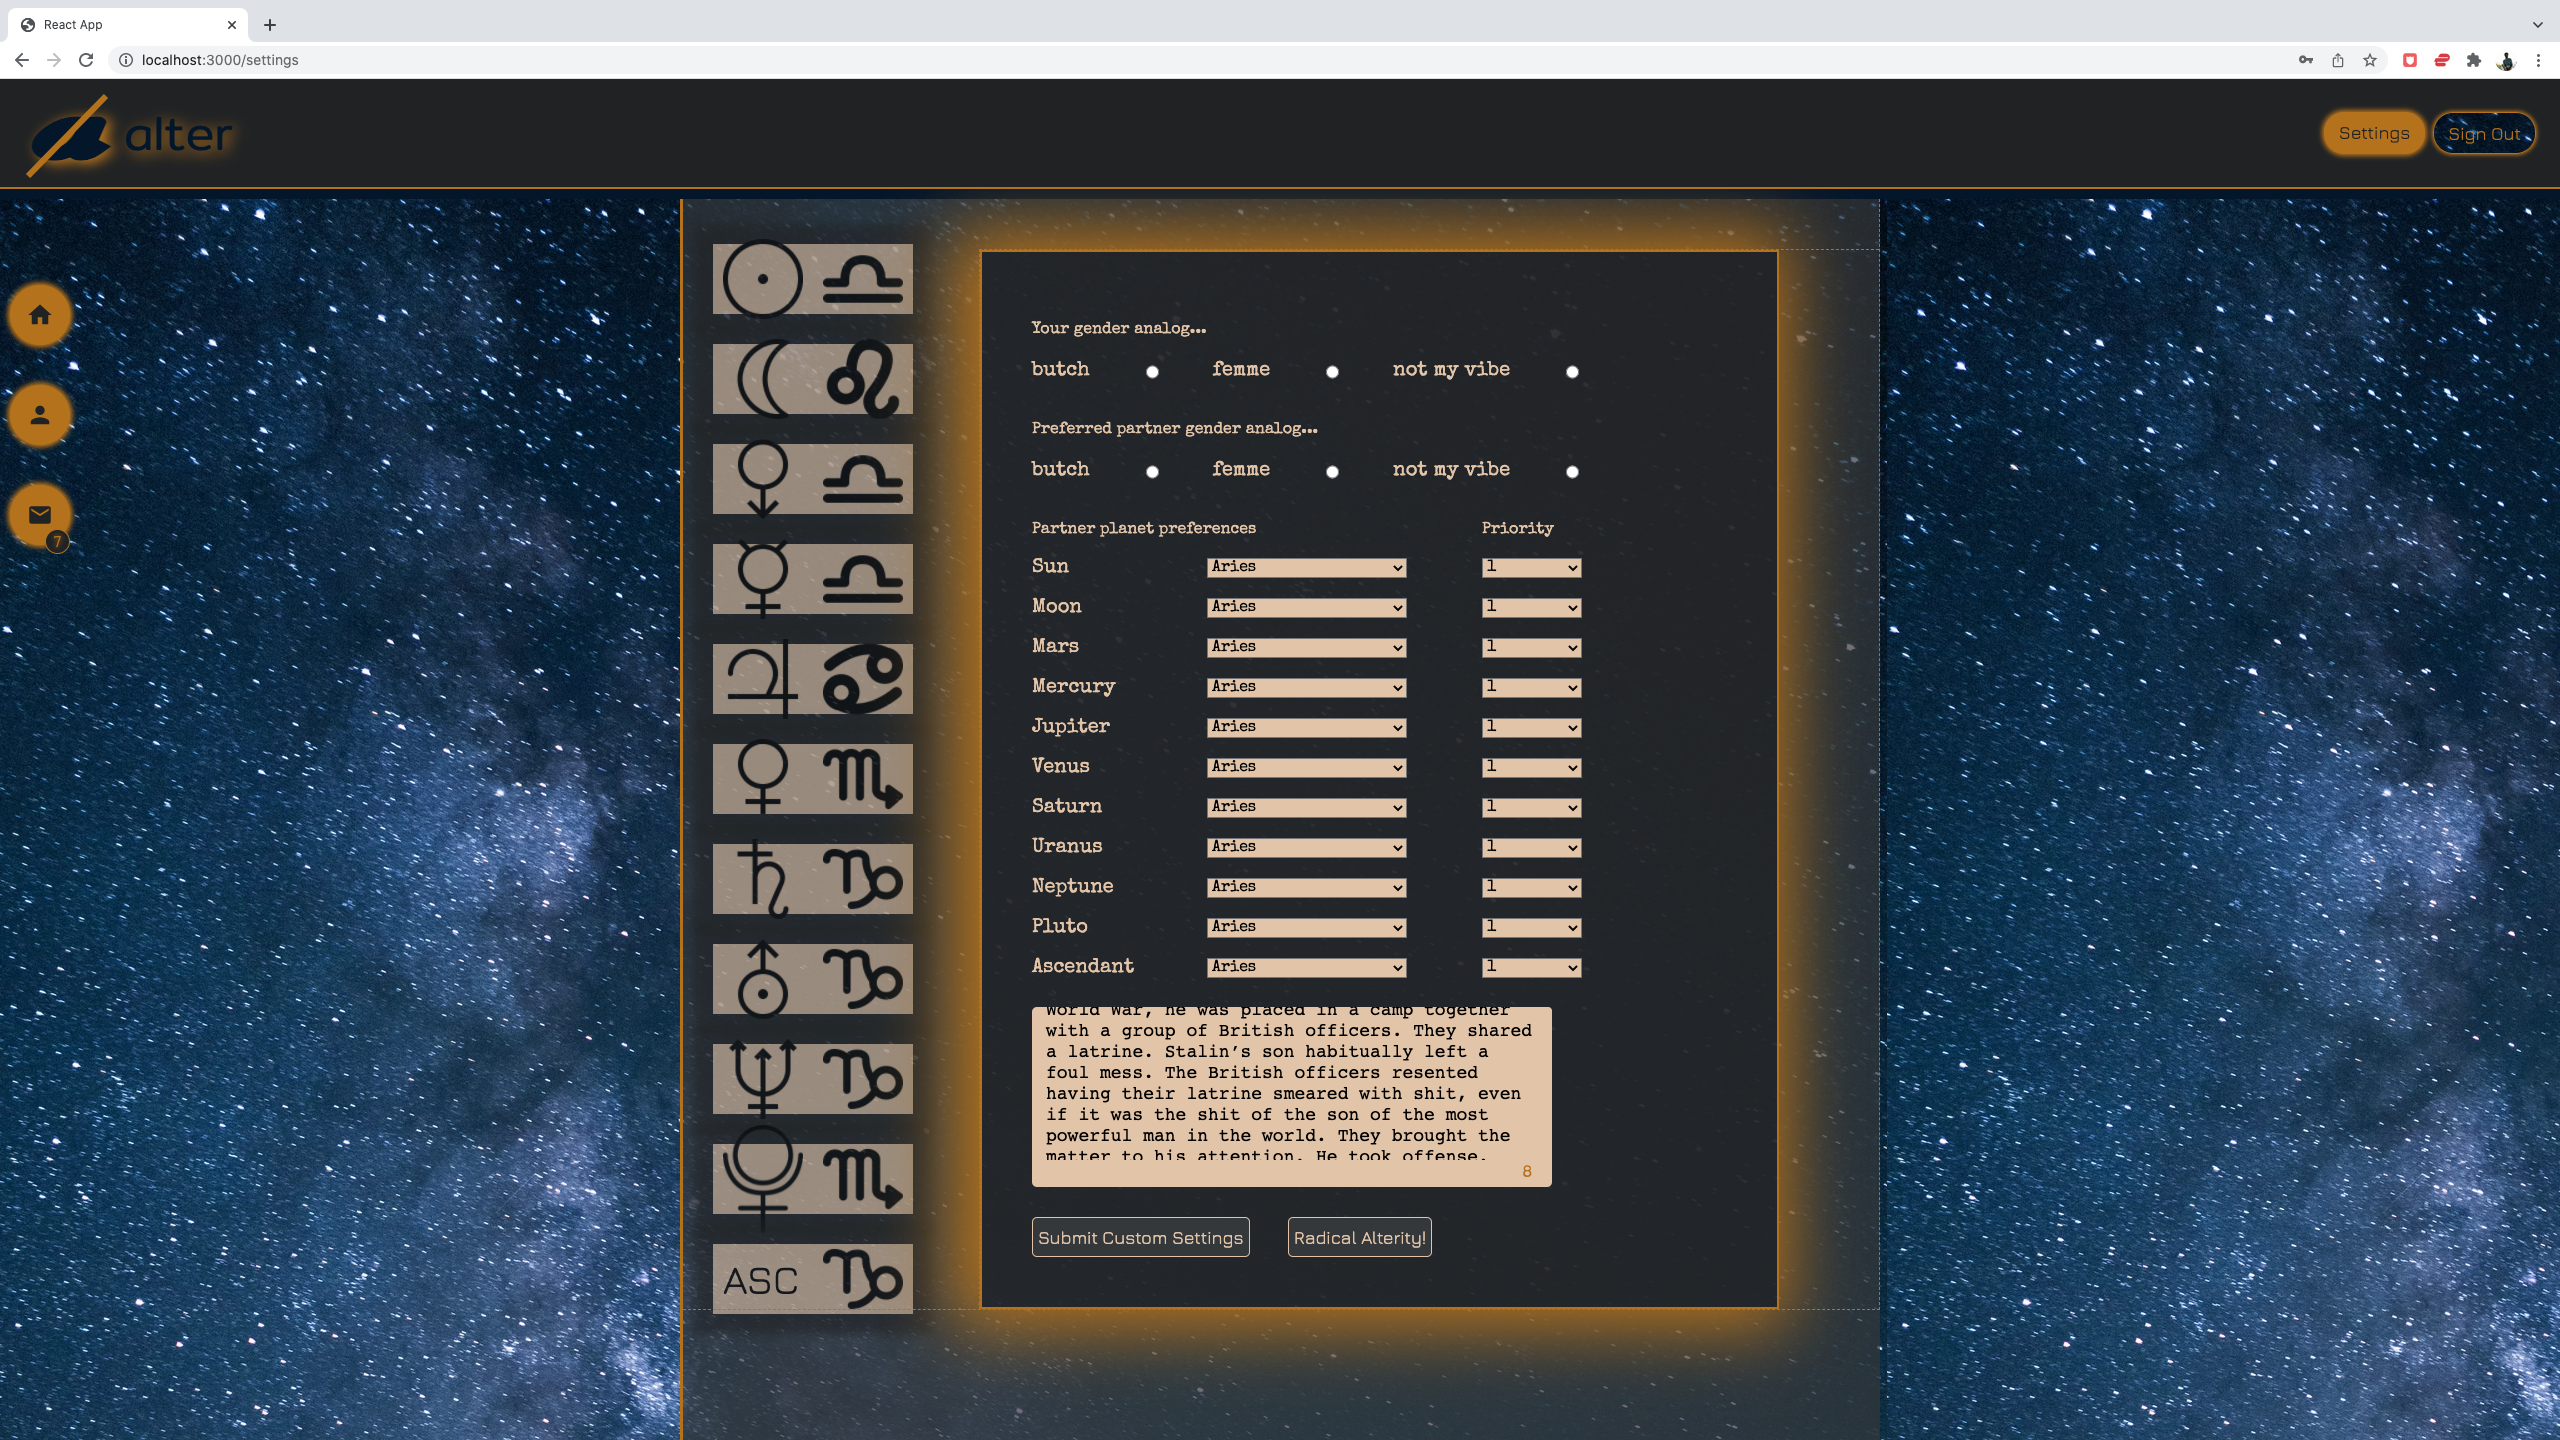 React App
localhost:3000/settings
alter
Settings
Sign Out
7
Your gender analog...
butch femme not my vibe
Preferred partner gender analog...
butch femme not my vibe
Partner planet preferences Priority
Sun Aries 1
Moon Aries 1
Mars Aries 1
Mercury Aries 1
Jupiter Aries 1
Venus Aries 1
Saturn Aries 1
Uranus Aries 1
Neptune Aries 1
Pluto Aries 1
Ascendant Aries 1
World War, he was placed in a camp together
with a group of British officers. They shared
a latrine. Stalin’s son habitually left a
foul mess. The British officers resented
having their latrine smeared with shit, even
if it was the shit of the son of the most
powerful man in the world. They brought the
matter to his attention. He took offense.
8
Submit Custom Settings Radical Alterity!
ASC